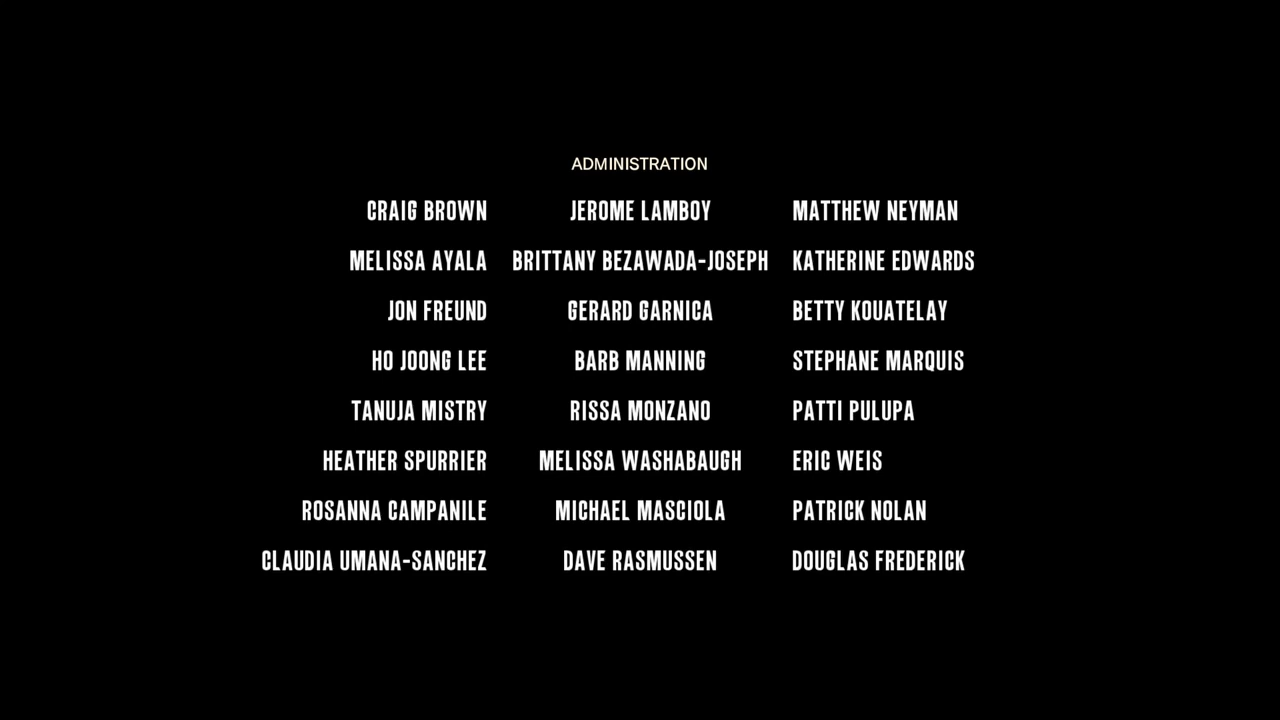 ADMINISTRATION
CRAIG BROWN JEROME LAMBOY MATTHEW NEYMAN
MELISSA AYALA BRITTANY BEZAWADA-JOSEPH KATHERINE EDWARDS
JON FREUND GERARD GARNICA BETTY KOUATELAY
HO JOONG LEE BARB MANNING STEPHANE MARQUIS
TANUJA MISTRY RISSA MONZANO PATTI PULUPA
HEATHER SPURRIER MELISSA WASHABAUGH ERIC WEIS
ROSANNA CAMPANILE MICHAEL MASCIOLA PATRICK NOLAN
CLAUDIA UMANA-SANCHEZ DAVE RASMUSSEN DOUGLAS FREDERICK